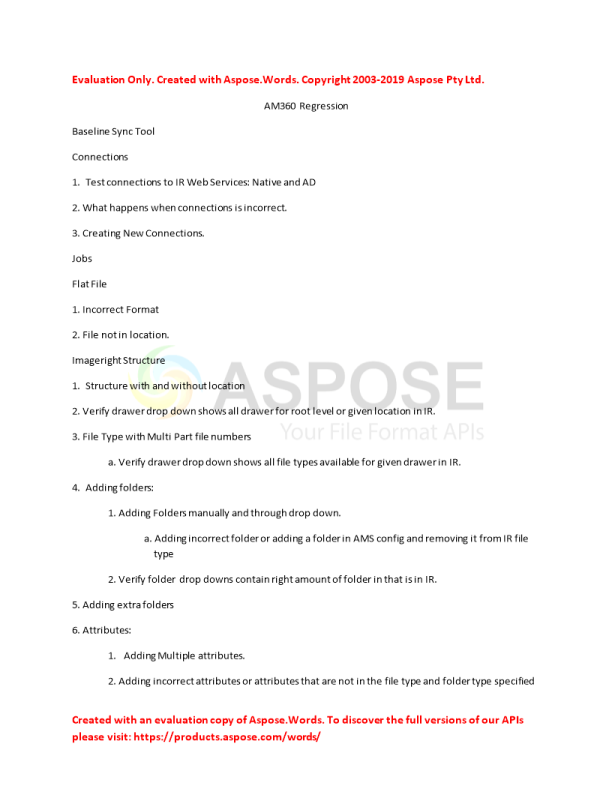 Evaluation Only. Created with Aspose.Words. Copyright 2003-2019 Aspose Pty Ltd.
AM360 Regression
Baseline Sync Tool
Connections
1. Test connections to IR Web Services: Native and AD
2. What happens when connections is incorrect.
3. Creating New Connections.
Jobs
Flat File
1. Incorrect Format
2. File not in location.
Imageright Structure
1. Structure with and without location
ASPOSE
2. Verify drawer drop down shows all drawer for root level or given location in IR.
Your File Format APIs
3. File Type with Multi Part file numbers
a. Verify drawer drop down shows all file types available for given drawer in IR.
4. Adding folders:
1. Adding Folders manually and through drop down.
a. Adding incorrect folder or adding a folder in AMS config and removing it from IR file
type
2. Verify folder drop downs contain right amount of folder in that is in IR.
5. Adding extra folders
6. Attributes:
1. Adding Multiple attributes.
2. Adding incorrect attributes or attributes that are not in the file type and folder type specified
Created with an evaluation copy of Aspose.Words. To discover the full versions of our APIs
please visit: https://products.aspose.com/words/